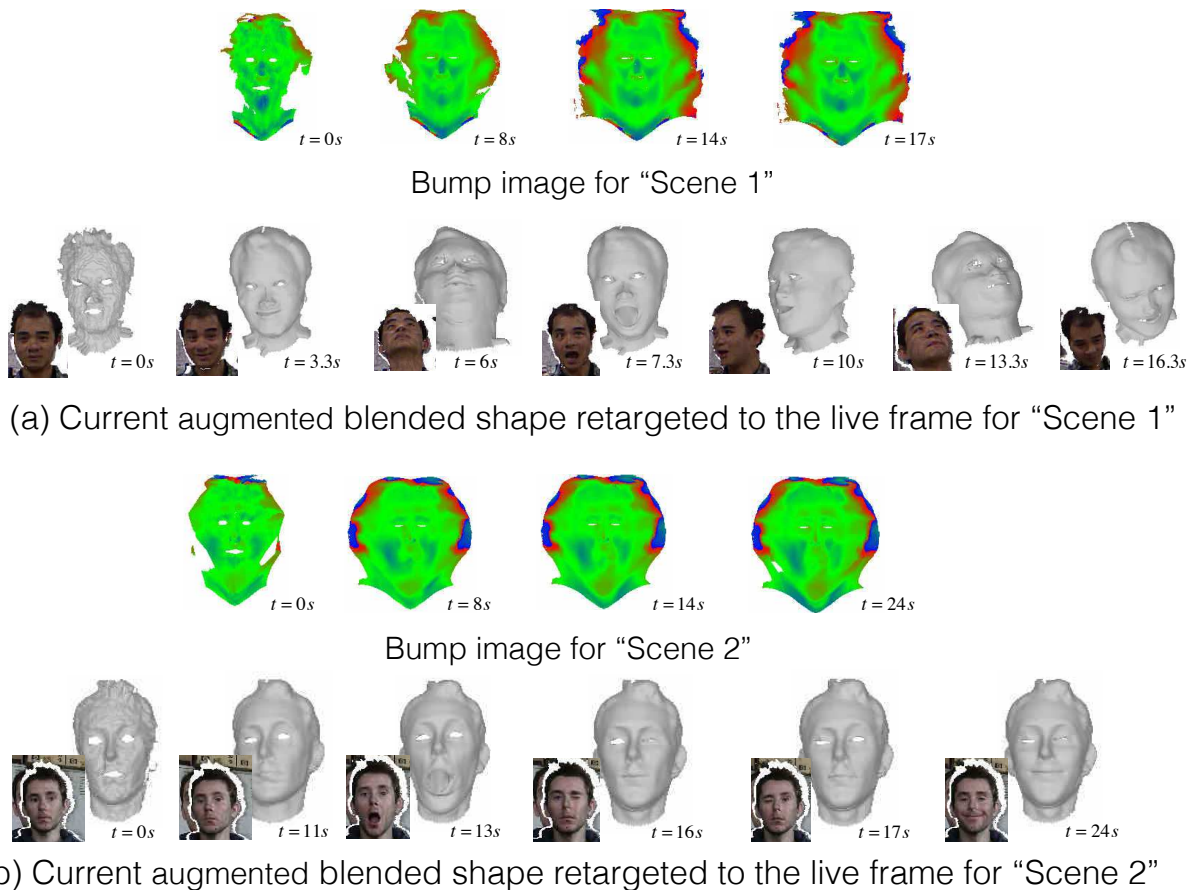 t = 0s t = 8s t = 14s t = 17s
Bump image for “Scene 1”
t = 0s t = 3.3s t = 6s t = 7.3s t = 10s t = 13.3s t = 16.3s
(a) Current augmented blended shape retargeted to the live frame for “Scene 1”
t = 0s t = 8s t = 14s t = 24s
Bump image for “Scene 2”
t = 0s t = 11s t = 13s t = 16s t = 17s t = 24s
) Current augmented blended shape retargeted to the live frame for “Scene 2”